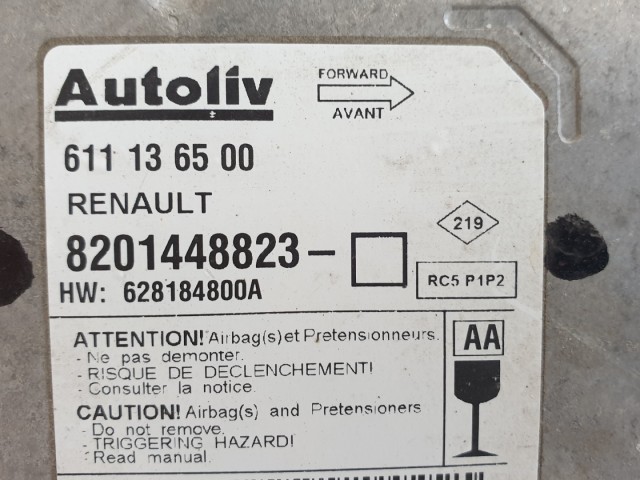 Autoliv
FORWARD
AVANT
611 13 65 00
RENAULT
219
8201448823-
RC5 P1P2
HW: 628184800A
ATTENTION! Airbag(s)et Pretensionneurs.
- Ne pas demonter.
- RISQUE DE DECLENCHEMENT!
- Consulter la notice.
AA
CAUTION! Airbag(s) and Pretensioners
- Do not remove.
- TRIGGERING HAZARD!
- Read manual.